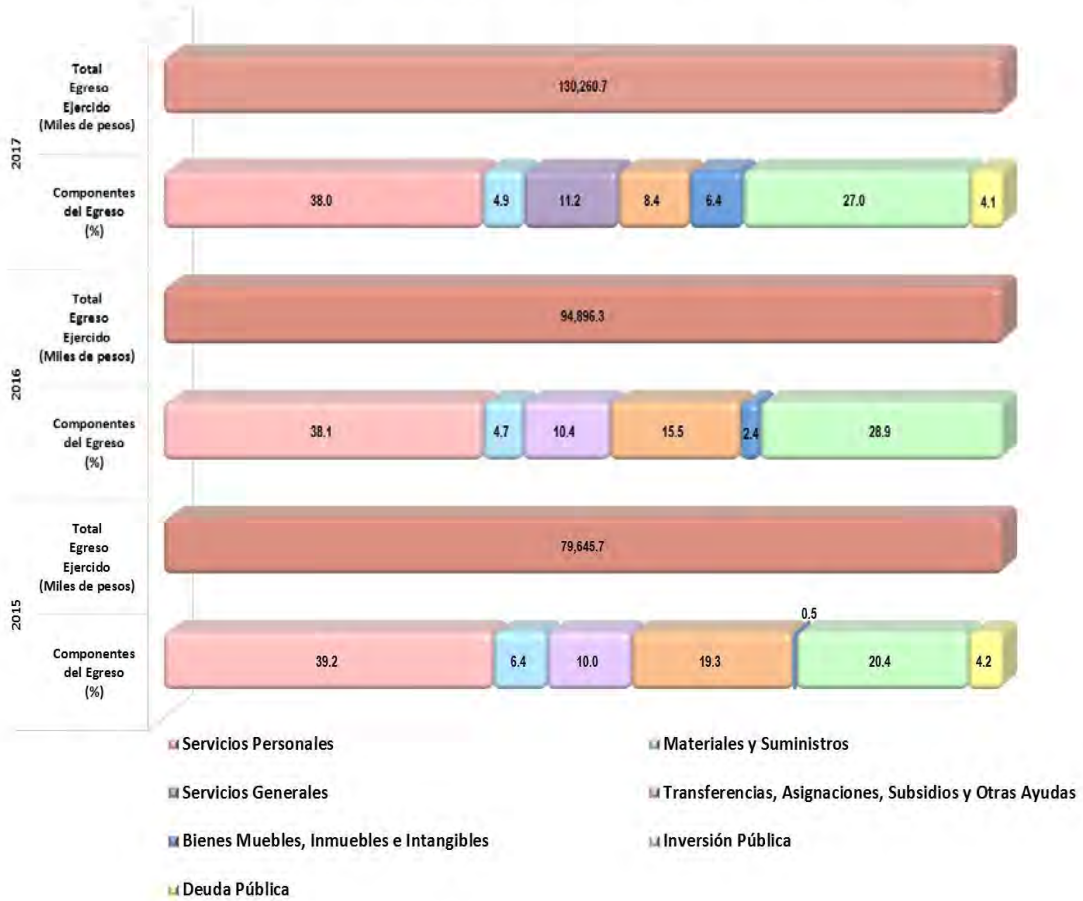 2017
Total
Egreso
Ejercido
(Miles de pesos)
130,260.7
Componentes
del Egreso
(%)
38.0 4.9 11.2 8.4 6.4 27.0 4.1
2016
Total
Egreso
Ejercido
(Miles de pesos)
94,896.3
Componentes
del Egreso
(%)
38.1 4.7 10.4 15.5 2.4 28.9
2015
Total
Egreso
Ejercido
(Miles de pesos)
79,645.7
Componentes
del Egreso
(%)
0.5
39.2 6.4 10.0 19.3 20.4 4.2
Servicios Personales
Materiales y Suministros
Servicios Generales
Transferencias, Asignaciones, Subsidios y Otras Ayudas
Bienes Muebles, Inmuebles e Intangibles
Inversión Pública
Deuda Pública